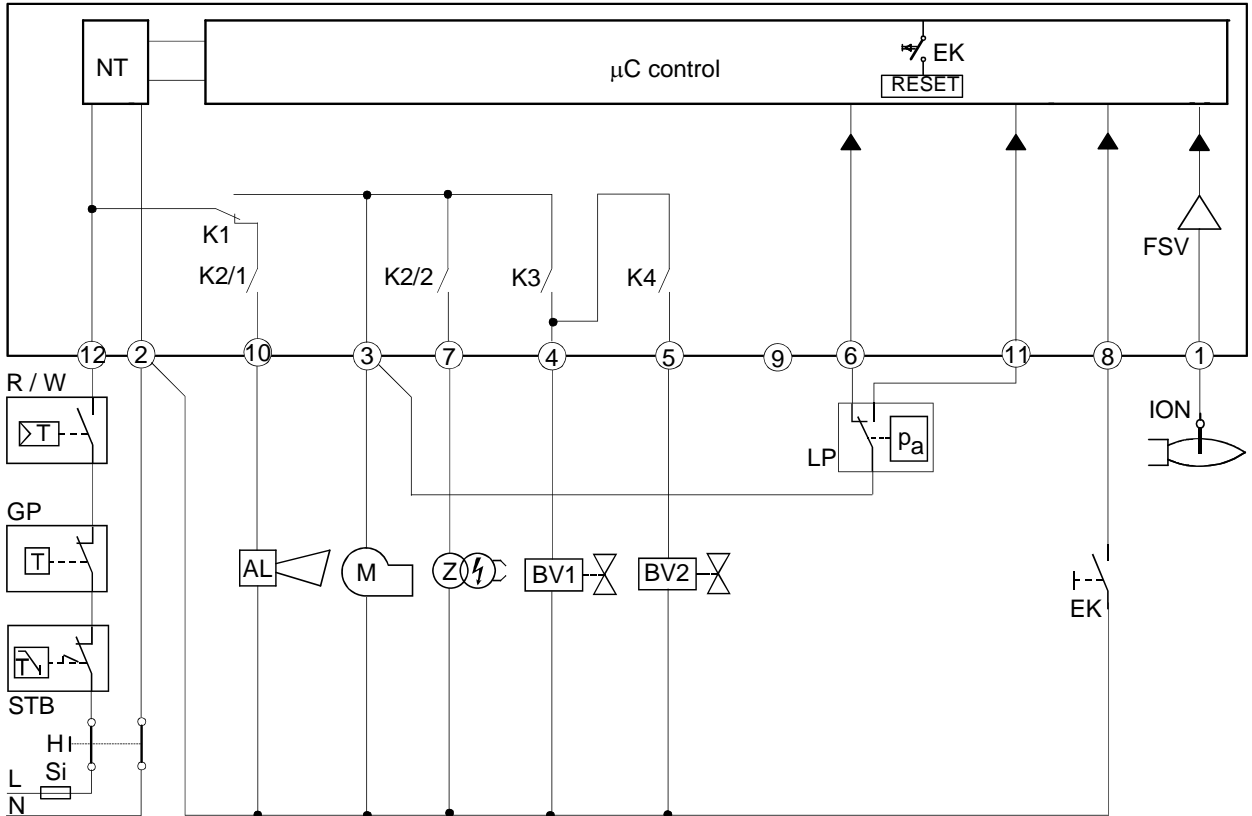 NT
μC control
EK
RESET
K1
K2/1
K2/2
K3
K4
FSV
12
2
10
3
7
4
5
9
6
11
8
1
R / W
T
LP
pa
ION
GP
T
AL
M
Z
BV1
BV2
EK
T
STB
H
Si
L
N